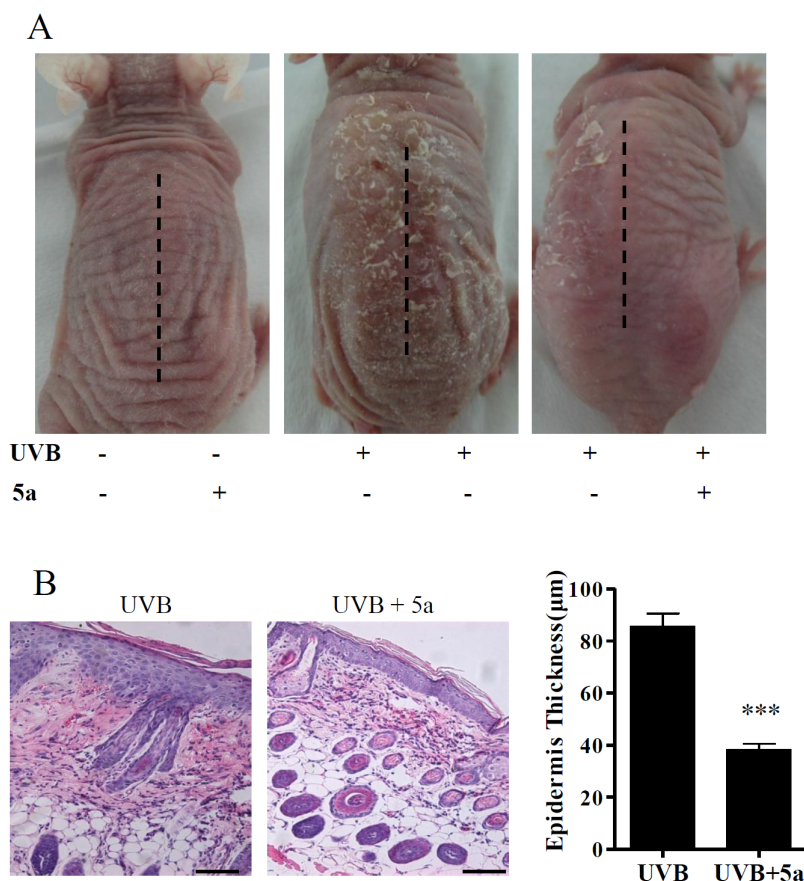 A
UVB - - + + + +
5a - + - - - +
B
UVB
UVB + 5a
Epidermis Thickness(μm)
100
80
60
40
20
0
***
UVB
UVB+5a